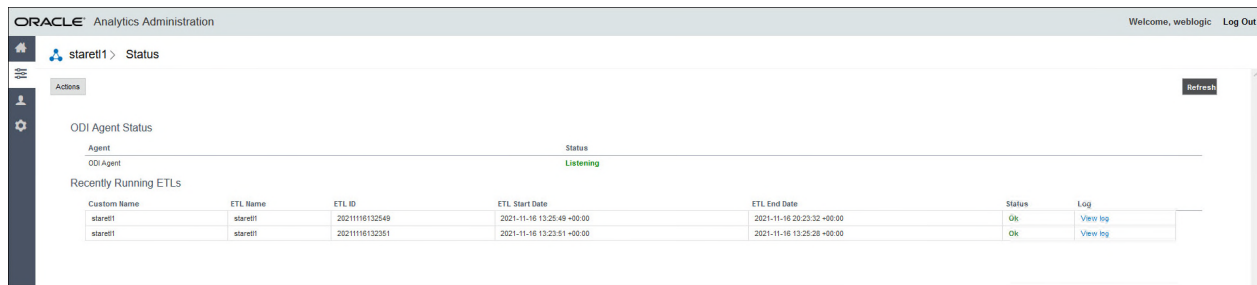 ORACLE® Analytics Administration Welcome, weblogic Log Out
staretl1> Status
Actions Refresh
ODI Agent Status
Agent Status
ODI Agent Listening
Recently Running ETLs
Custom Name ETL Name ETL ID ETL Start Date ETL End Date Status Log
staretl1 staretl1 20211116132549 2021-11-16 13:25:49 +00:00 2021-11-16 20:23:32 +00:00 Ok View log
staretl1 staretl1 20211116132351 2021-11-16 13:23:51 +00:00 2021-11-16 13:25:28 +00:00 Ok View log